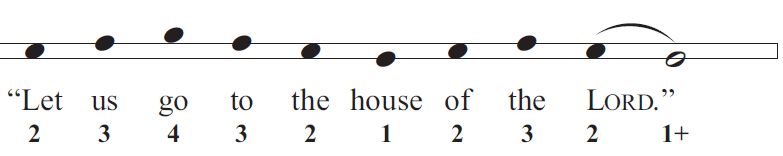 “Let us go to the house of the LORD.”
2 3 4 3 2 1 2 3 2 1+